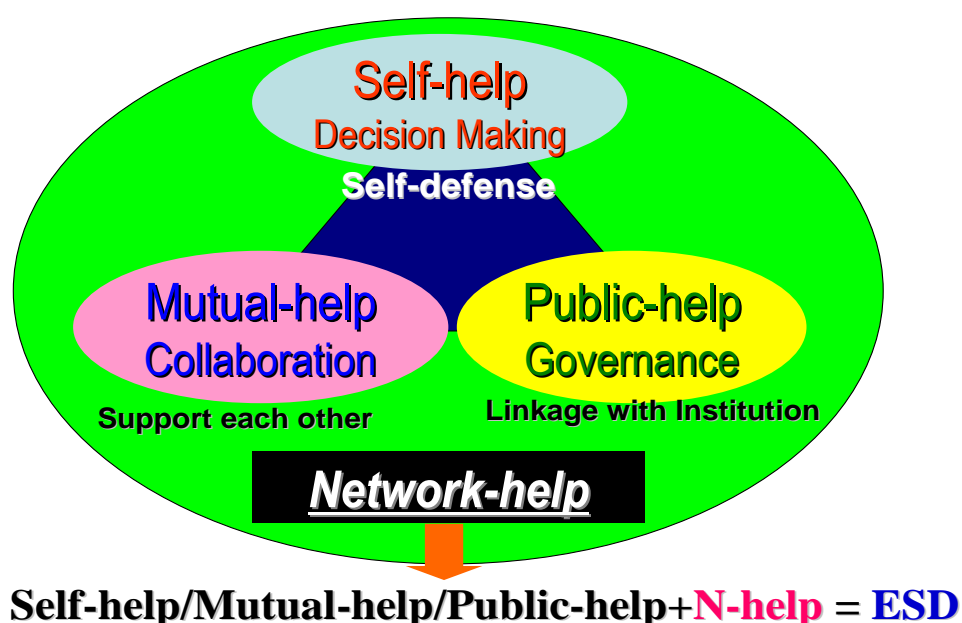 Self-help
Decision Making
Self-defense
Mutual-help
Collaboration
Support each other
Public-help
Governance
Linkage with Institution
Network-help
Self-help/Mutual-help/Public-help+N-help = ESD